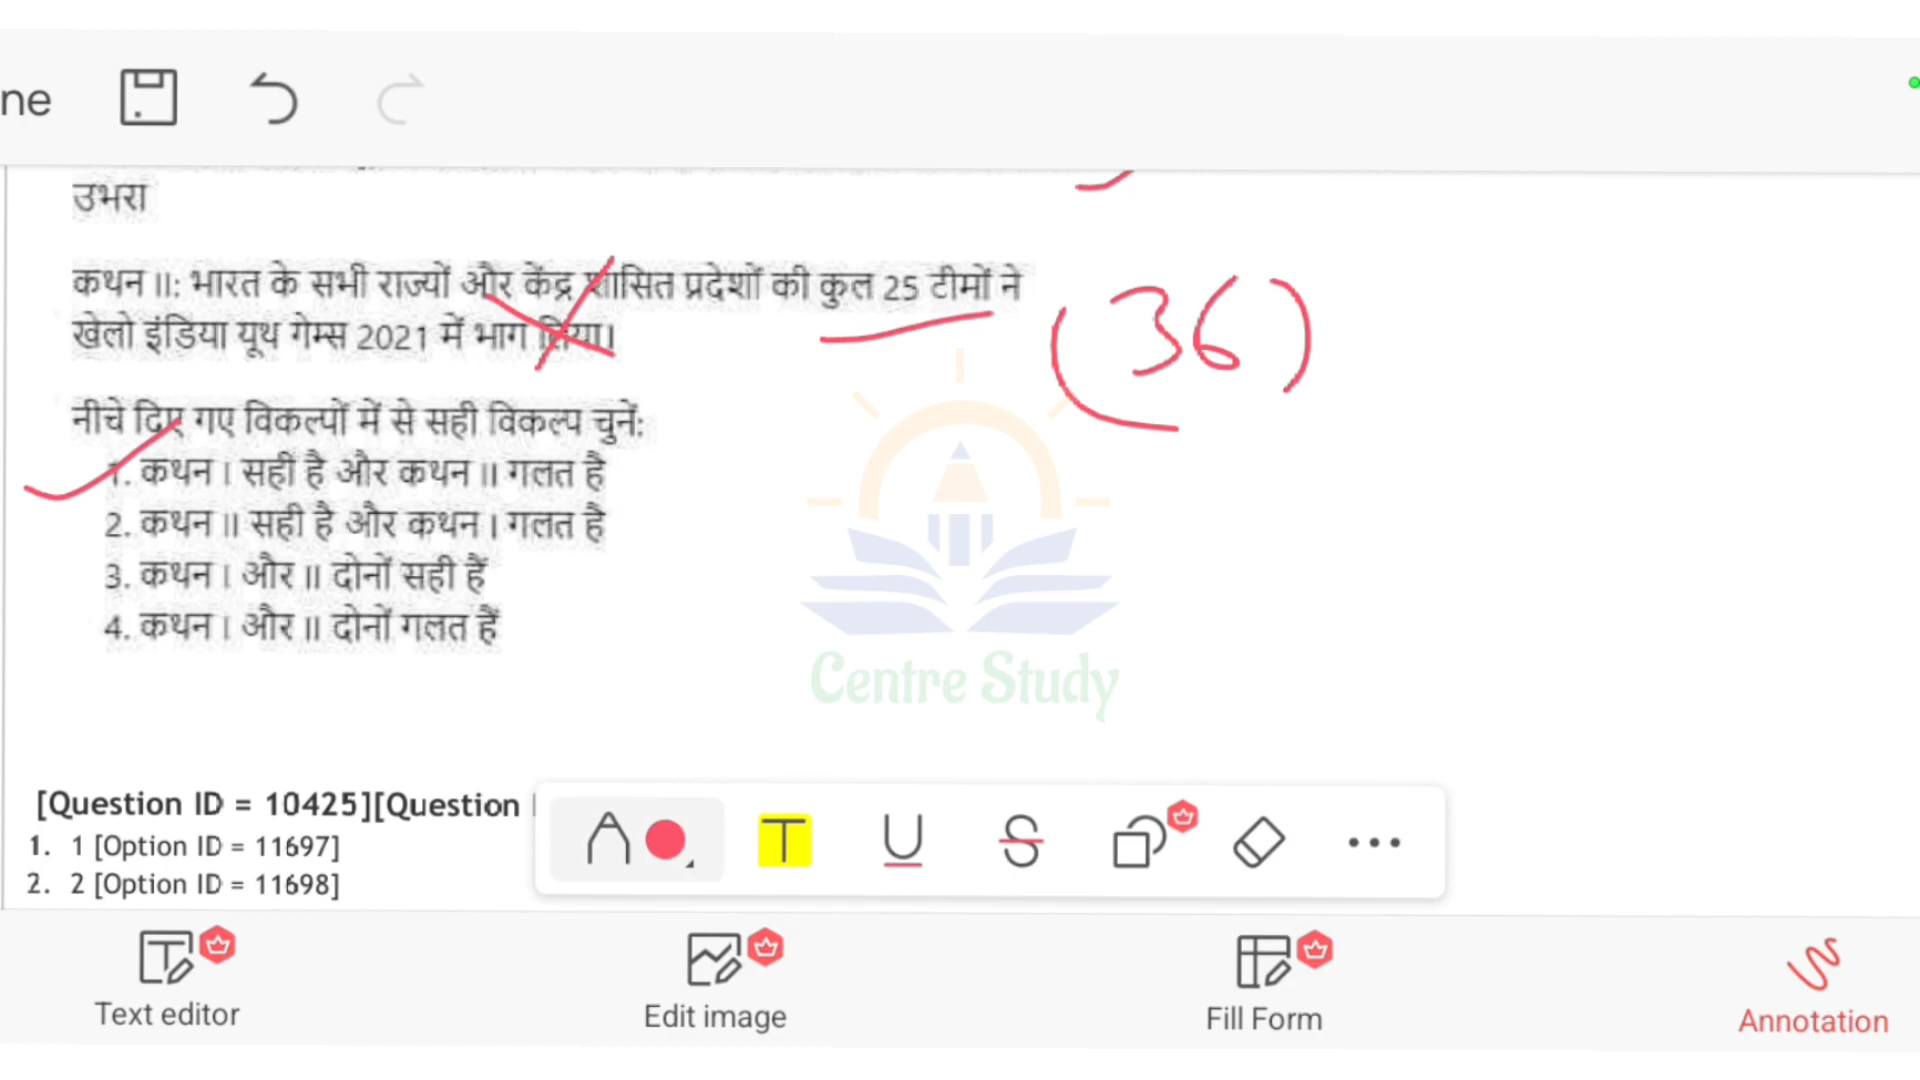 ne
उभरा
कथन II: भारत के सभी राज्यों और केंद्र शासित प्रदेशों की कुल 25 टीमों ने
खेलो इंडिया यूथ गेम्स 2021 में भाग लिया।
(36)
नीचे दिए गए विकल्पों में से सही विकल्प चुनें:
1. कथन I सही है और कथन II गलत है
2. कथन II सही है और कथन I गलत है
3. कथन I और II दोनों सही हैं
4. कथन I और II दोनों गलत हैं
Centre Study
[Question ID = 10425][Question
1. 1 [Option ID = 11697]
2. 2 [Option ID = 11698]
T U S
Text editor
Edit image
Fill Form
Annotation